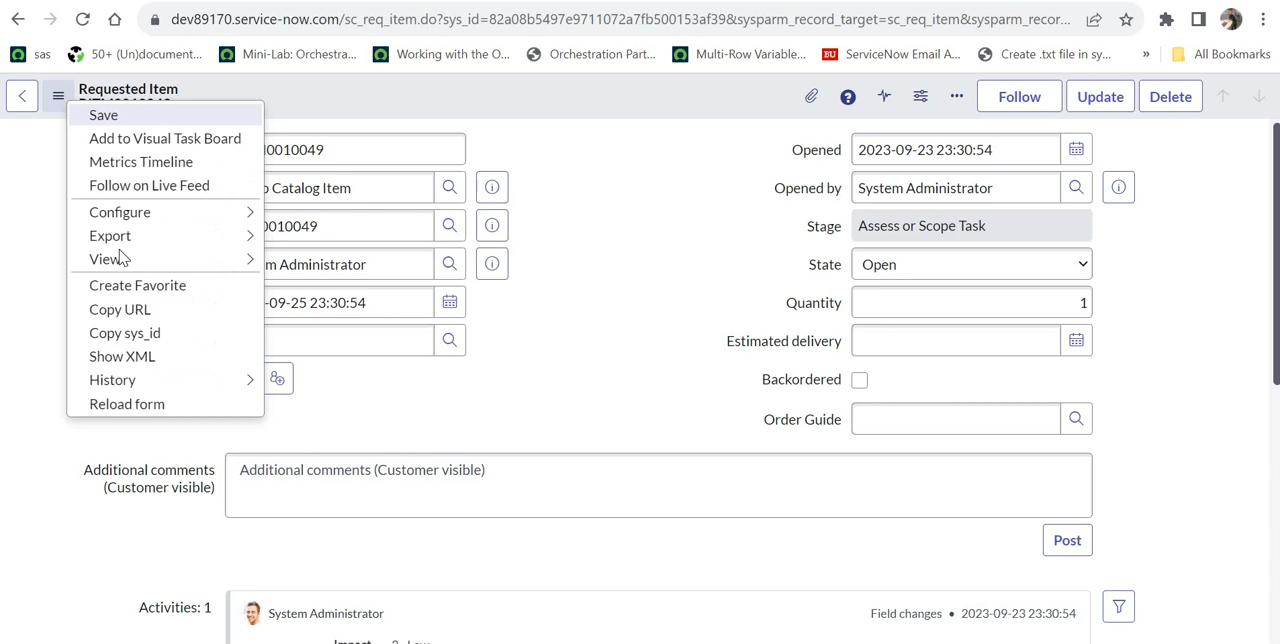 dev89170.service-now.com/sc_req_item.do?sys_id=82a08b5497e9711072a7fb500153af39&sysparm_record_target=sc_req_item&sysparm_recor...
sas
50+ (Un)document...
Mini-Lab: Orchestra...
Working with the O...
Orchestration Part...
Multi-Row Variable...
BU
ServiceNow Email A...
Create .txt file in sy...
»
All Bookmarks
Requested Item
Follow
Update
Delete
Save
Add to Visual Task Board
Metrics Timeline
Follow on Live Feed
Configure
Export
View
Create Favorite
Copy URL
Copy sys_id
Show XML
History
Reload form
0010049
Catalog Item
0010049
m Administrator
-09-25 23:30:54
Opened 2023-09-23 23:30:54
Opened by System Administrator
Stage Assess or Scope Task
State Open
Quantity 1
Estimated delivery
Backordered
Order Guide
Additional comments (Customer visible)
Additional comments (Customer visible)
Post
Activities: 1
System Administrator
Field changes • 2023-09-23 23:30:54